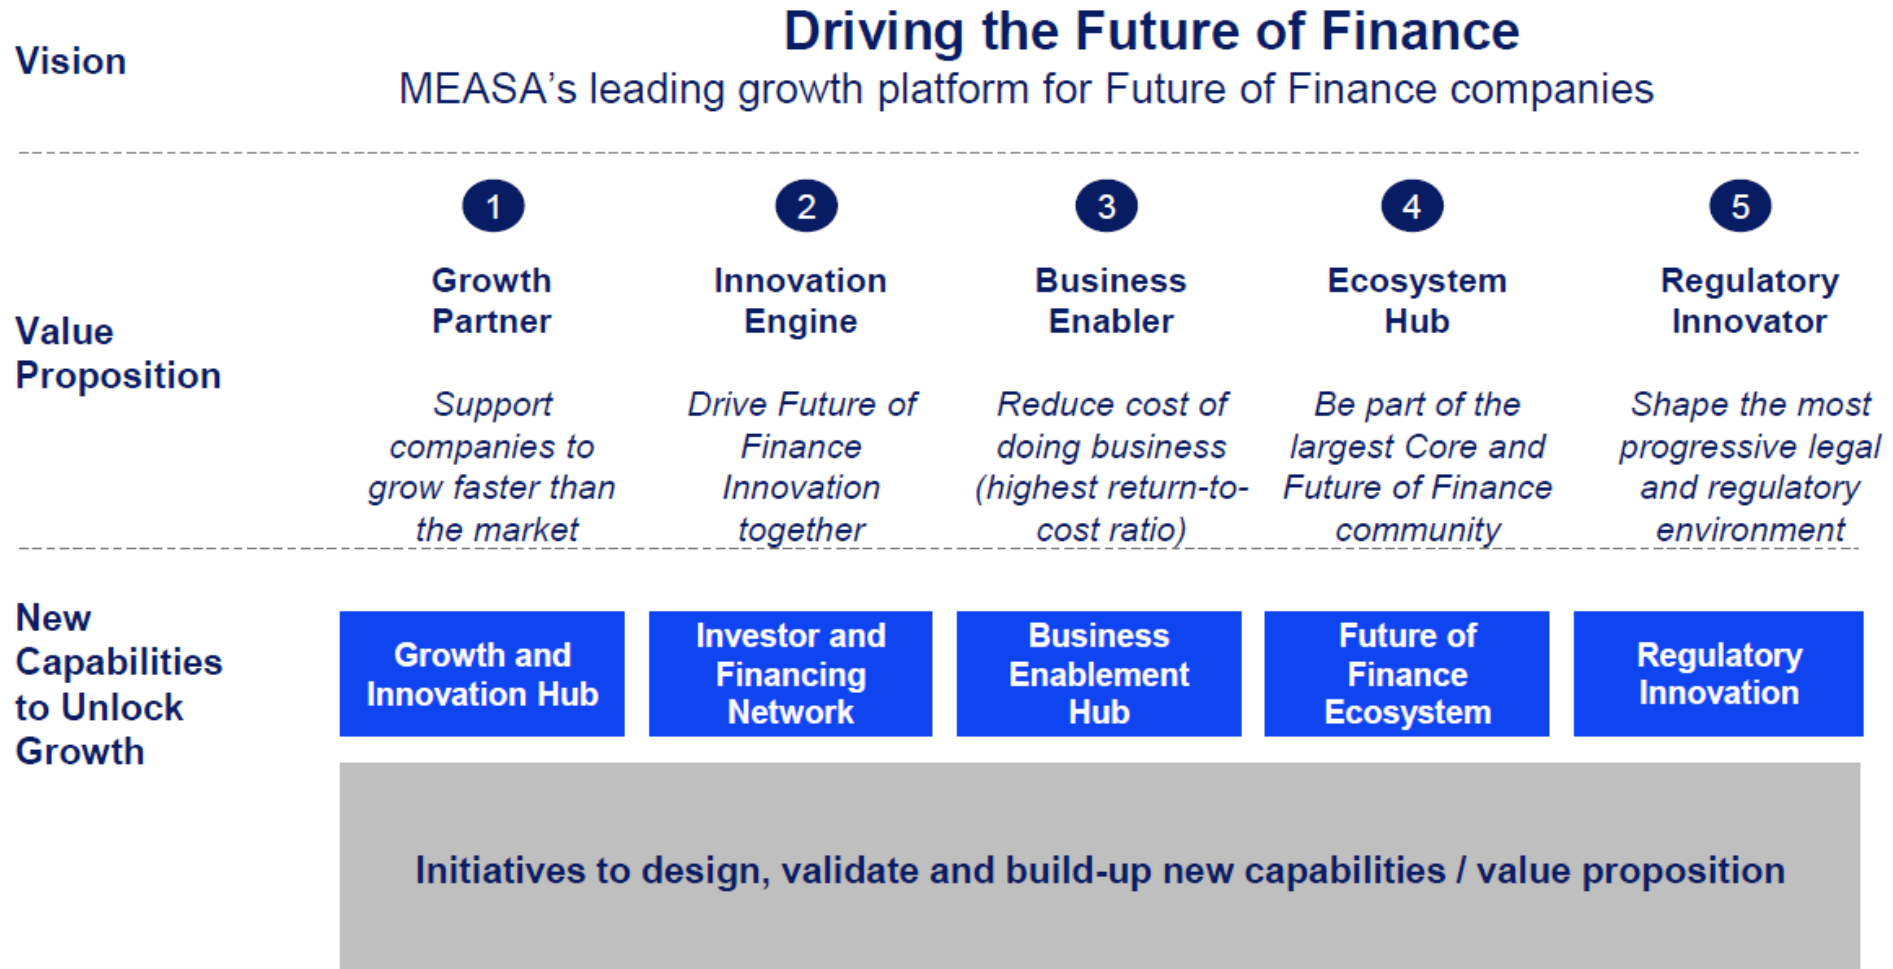 Vision
Driving the Future of Finance
MEASA's leading growth platform for Future of Finance companies
Value
Proposition
1
Growth
Partner
Support
companies to
grow faster than
the market
2
Innovation
Engine
Drive Future of
Finance
Innovation
together
3
Business
Enabler
Reduce cost of
doing business
(highest return-to-
cost ratio)
4
Ecosystem
Hub
Be part of the
largest Core and
Future of Finance
community
5
Regulatory
Innovator
Shape the most
progressive legal
and regulatory
environment
New
Capabilities
to Unlock
Growth
Growth and
Innovation Hub
Investor and
Financing
Network
Business
Enablement
Hub
Future of
Finance
Ecosystem
Regulatory
Innovation
Initiatives to design, validate and build-up new capabilities / value proposition